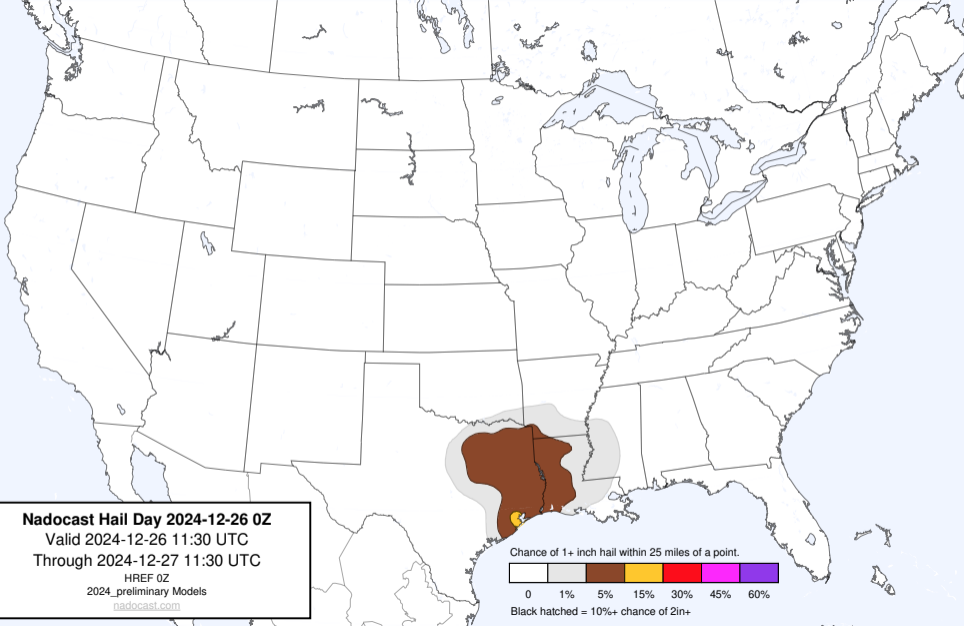 Nadocast Hail Day 2024-12-26 0Z
Valid 2024-12-26 11:30 UTC
Through 2024-12-27 11:30 UTC
HREF 0Z
2024_preliminary Models
nadocast.com
Chance of 1+ inch hail within 25 miles of a point.
0 1% 5% 15% 30% 45% 60%
Black hatched = 10%+ chance of 2in+